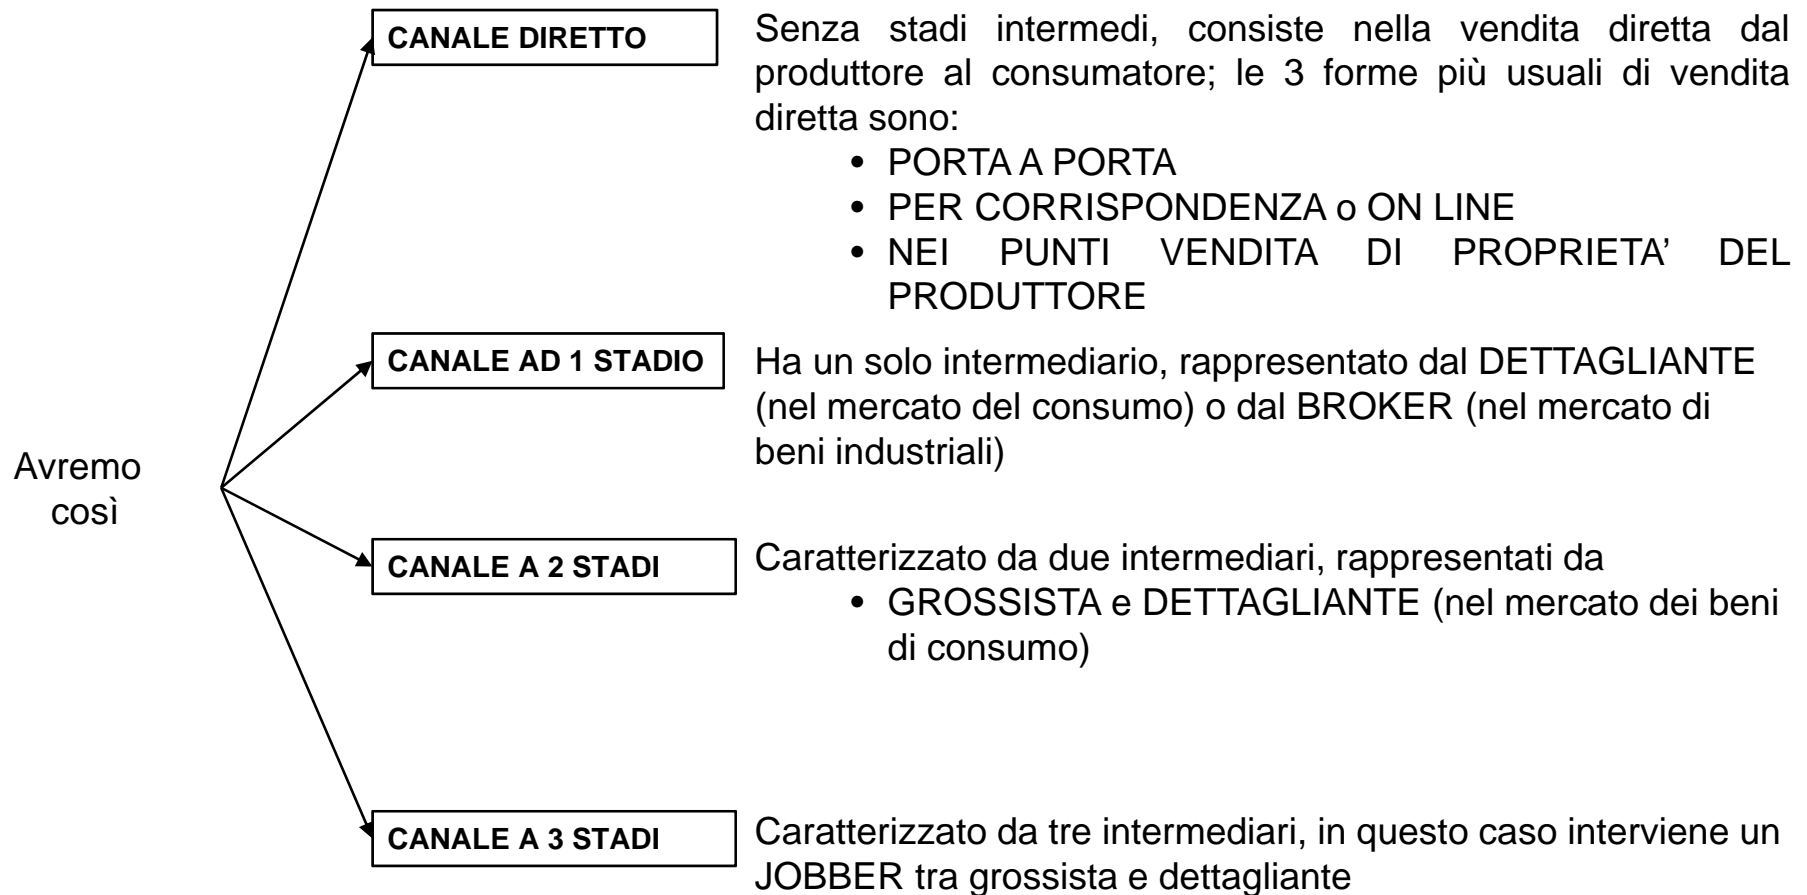 CANALE DIRETTO
Senza stadi intermedi, consiste nella vendita diretta dal
produttore al consumatore; le 3 forme più usuali di vendita
diretta sono:
• PORTA A PORTA
• PER CORRISPONDENZA o ON LINE
• NEI PUNTI VENDITA DI PROPRIETA’ DEL
PRODUTTORE
CANALE AD 1 STADIO
Ha un solo intermediario, rappresentato dal DETTAGLIANTE
(nel mercato del consumo) o dal BROKER (nel mercato di
beni industriali)
Avremo
così
CANALE A 2 STADI
Caratterizzato da due intermediari, rappresentati da
• GROSSISTA e DETTAGLIANTE (nel mercato dei beni
di consumo)
CANALE A 3 STADI
Caratterizzato da tre intermediari, in questo caso interviene un
JOBBER tra grossista e dettagliante